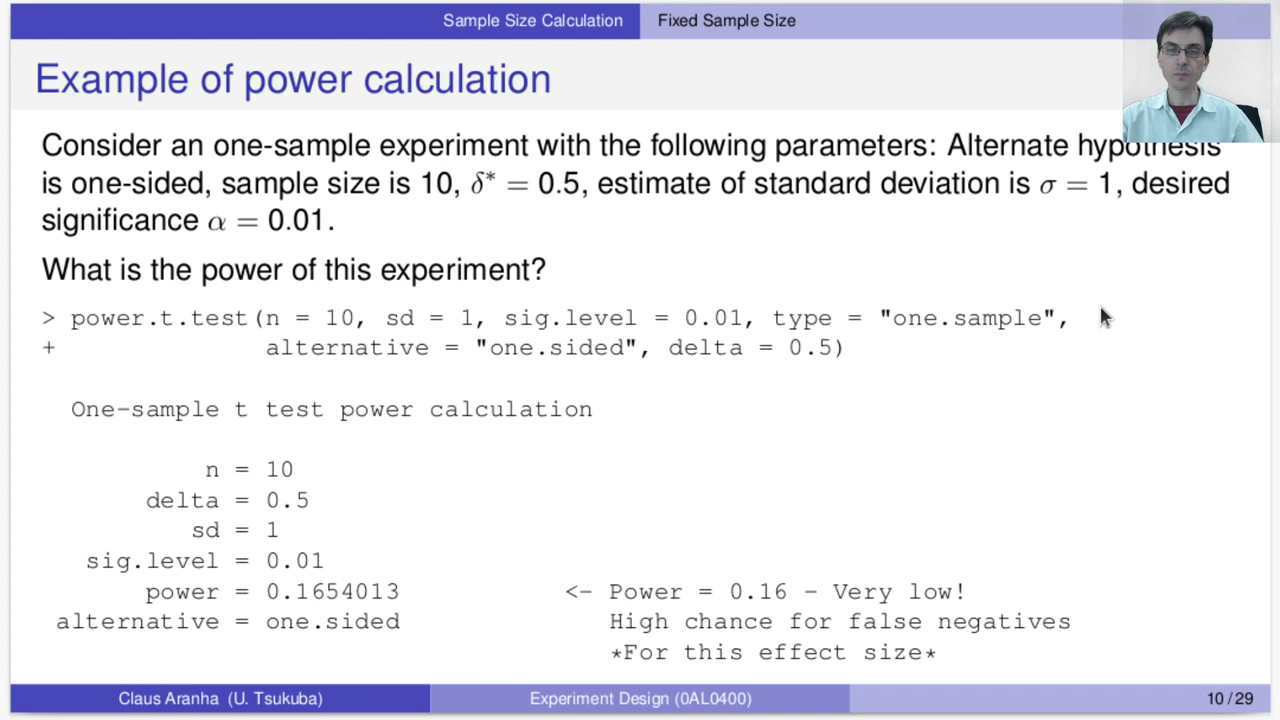 Sample Size Calculation Fixed Sample Size
Example of power calculation
Consider an one-sample experiment with the following parameters: Alternate hypothesis
is one-sided, sample size is 10, δ* = 0.5, estimate of standard deviation is σ = 1, desired
significance α = 0.01.
What is the power of this experiment?
> power.t.test(n = 10, sd = 1, sig.level = 0.01, type = "one.sample",
+ alternative = "one.sided", delta = 0.5)
One-sample t test power calculation
n = 10
delta = 0.5
sd = 1
sig.level = 0.01
power = 0.1654013 <- Power = 0.16 - Very low!
alternative = one.sided High chance for false negatives
*For this effect size*
Claus Aranha (U. Tsukuba) Experiment Design (0AL0400) 10 / 29